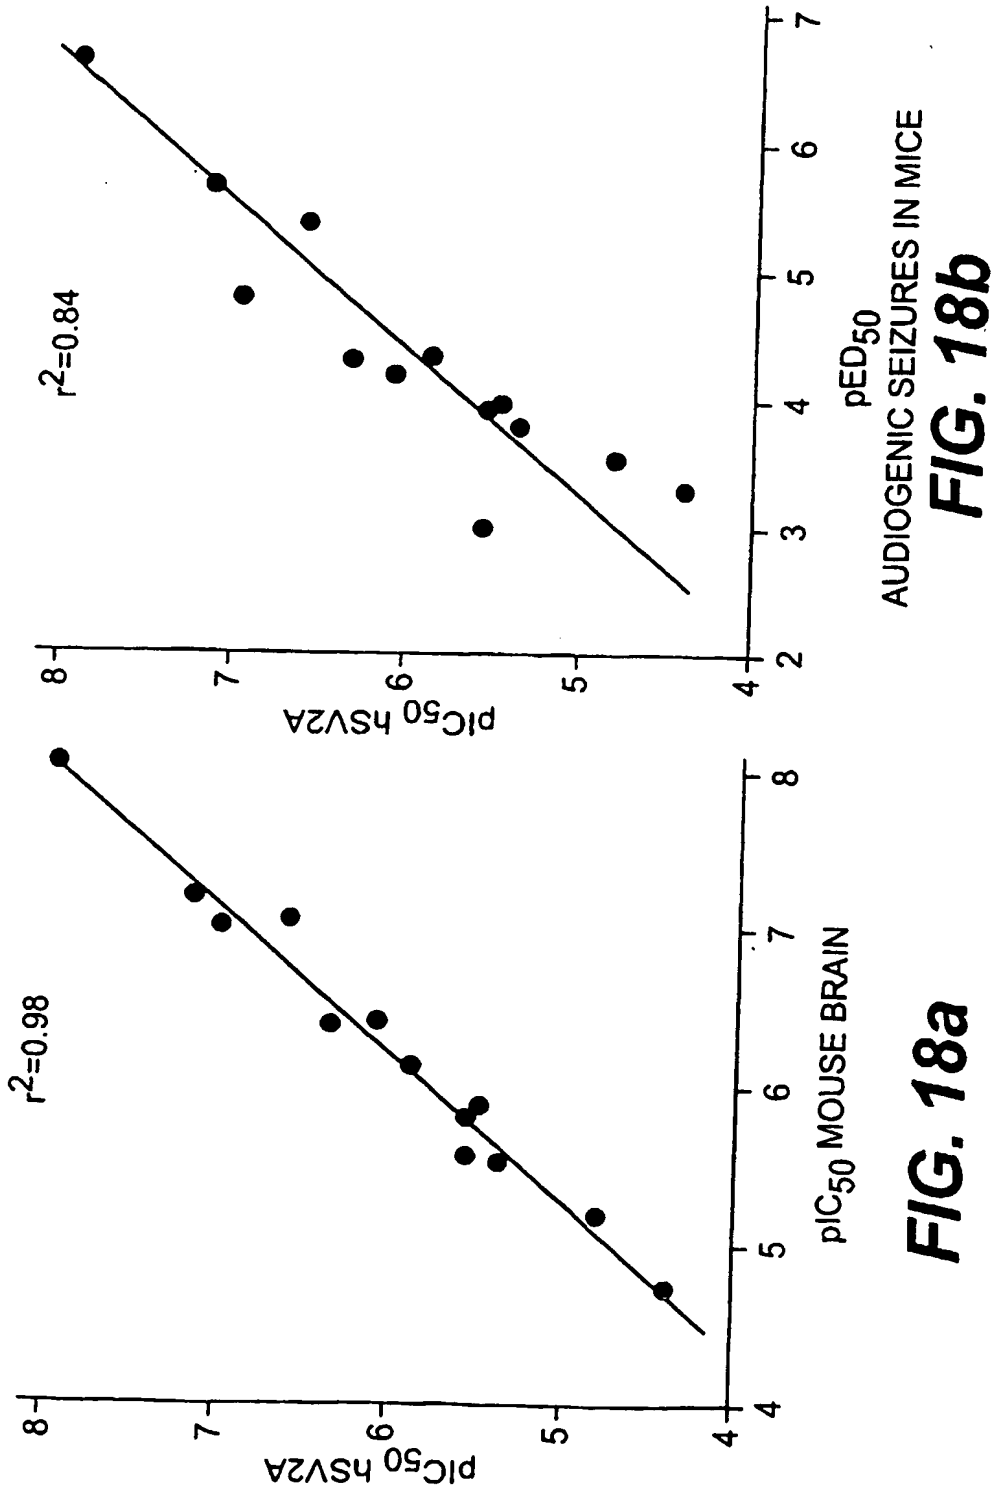 r2=0.98
pIC50 hSV2A
8
7
6
5
4
4
5
6
7
8
pIC50 MOUSE BRAIN
FIG. 18a
r2=0.84
pIC50 hSV2A
8
7
6
5
4
2
3
4
5
6
7
pED50
AUDIOGENIC SEIZURES IN MICE
FIG. 18b